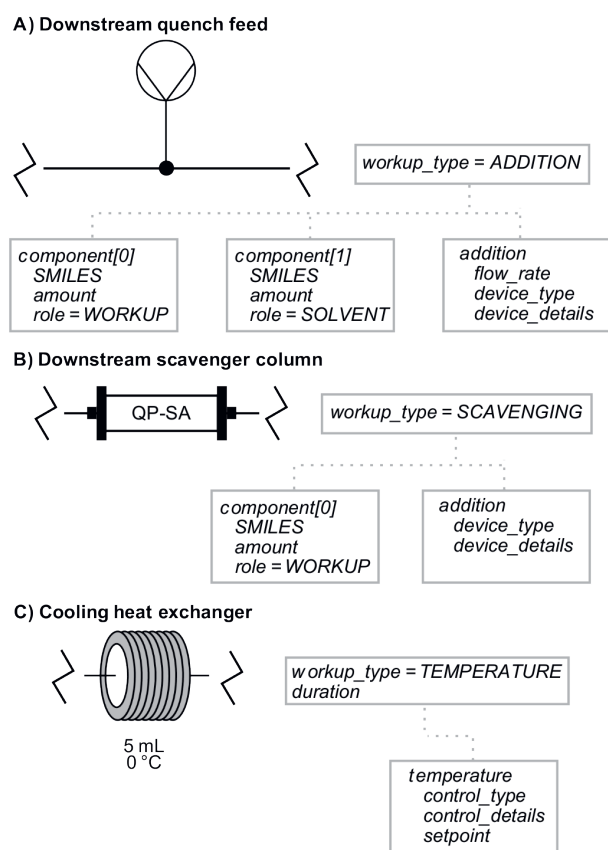 A) Downstream quench feed
workup_type = ADDITION
component[0]
SMILES
amount
role = WORKUP
component[1]
SMILES
amount
role = SOLVENT
addition
flow_rate
device_type
device_details
B) Downstream scavenger column
QP-SA
workup_type = SCAVENGING
component[0]
SMILES
amount
role = WORKUP
addition
device_type
device_details
C) Cooling heat exchanger
5 mL
0 °C
workup_type = TEMPERATURE
duration
temperature
control_type
control_details
setpoint